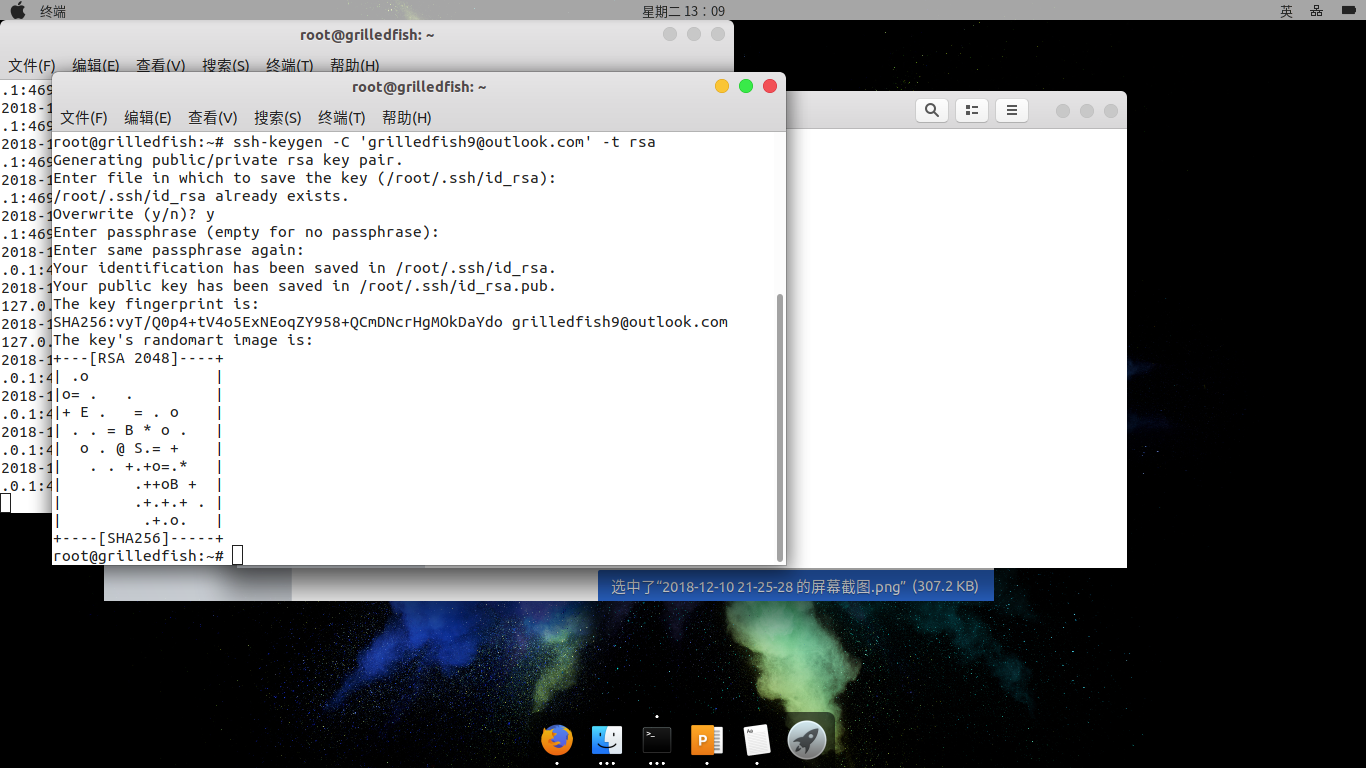 终端
星期二 13：09
英
root@grilledfish: ~
文件(F) 编辑(E) 查看(V) 搜索(S) 终端(T) 帮助(H)
.1:469
2018-1
.1:469
2018-1
.1:469
2018-1
.1:469
2018-1
.1:469
2018-1
.0.1:4
2018-1
127.0.
2018-1
127.0.
2018-1
.0.1:4
2018-1
.0.1:4
2018-1
.0.1:4
2018-1
.0.1:4
root@grilledfish: ~
文件(F) 编辑(E) 查看(V) 搜索(S) 终端(T) 帮助(H)
root@grilledfish:~# ssh-keygen -C 'grilledfish9@outlook.com' -t rsa
Generating public/private rsa key pair.
Enter file in which to save the key (/root/.ssh/id_rsa):
/root/.ssh/id_rsa already exists.
Overwrite (y/n)? y
Enter passphrase (empty for no passphrase):
Enter same passphrase again:
Your identification has been saved in /root/.ssh/id_rsa.
Your public key has been saved in /root/.ssh/id_rsa.pub.
The key fingerprint is:
SHA256:vyT/Q0p4+tV4o5ExNEoqZY958+QCmDNcrHgMOkDaYdo grilledfish9@outlook.com
The key's randomart image is:
+---[RSA 2048]----+
| .o              |
|o= .   .         |
|+ E .   = . o    |
| . . = B * o .   |
|  o . @ S.= +    |
|   . . +.+o=.*   |
|        .++oB +  |
|        .+.+.+ . |
|         .+.o.   |
+----[SHA256]-----+
root@grilledfish:~#
选中了“2018-12-10 21-25-28 的屏幕截图.png” (307.2 KB)
>_
P
Aa